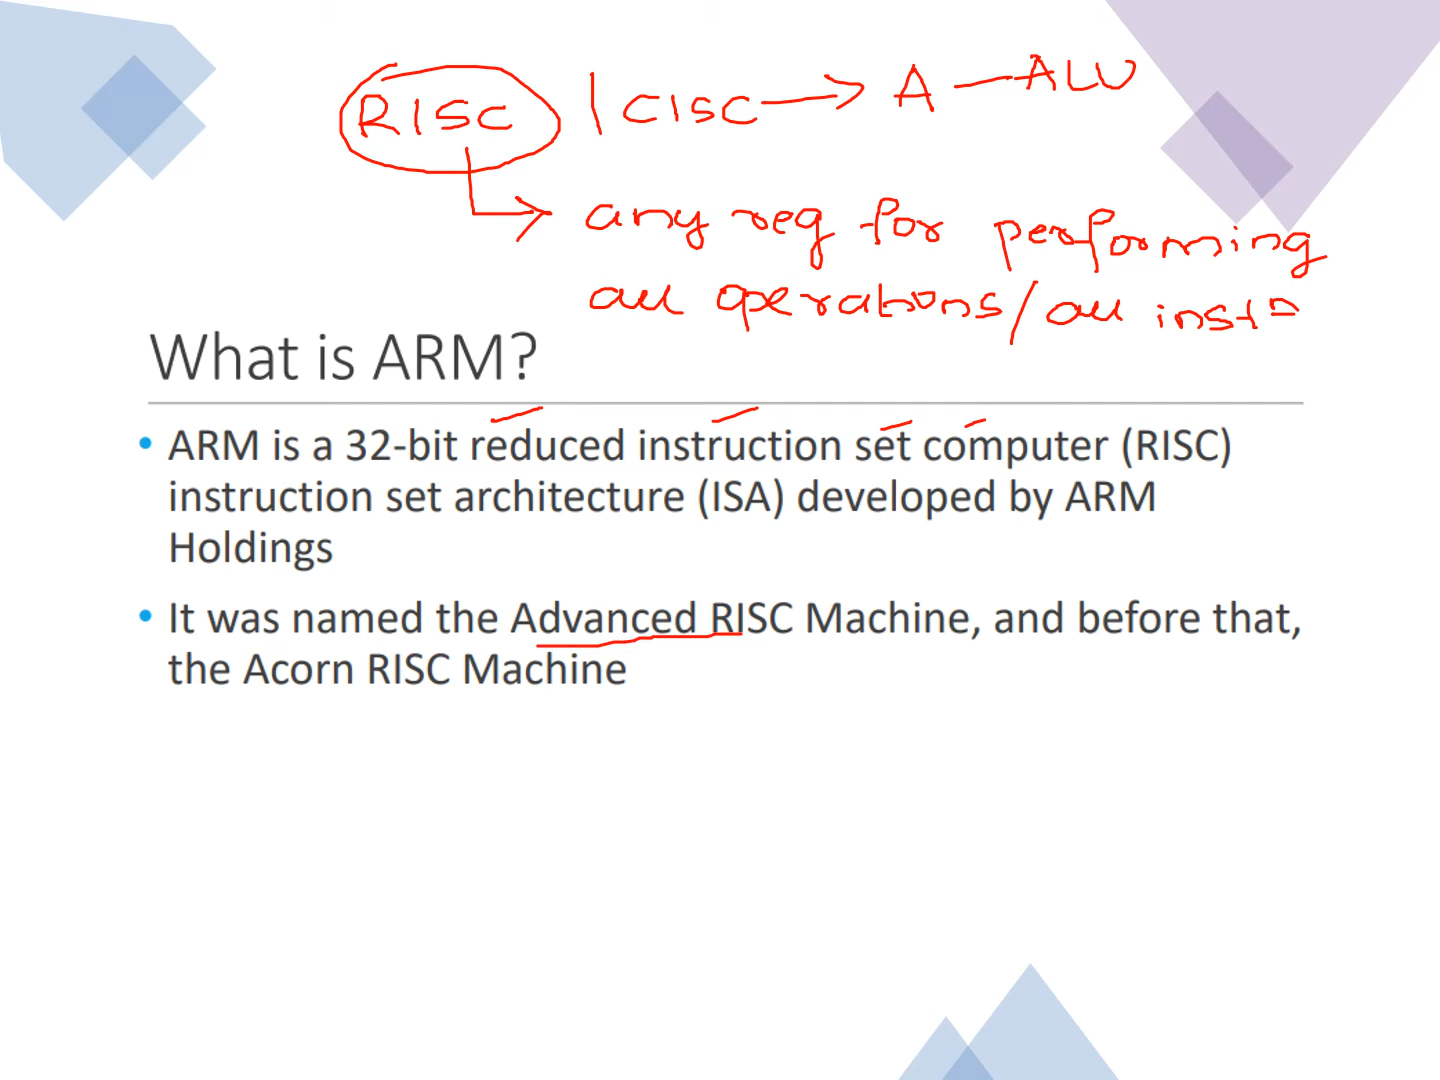 RISC | CISC → A — ALU
any reg for performing
all operations / all instn
What is ARM?
• ARM is a 32-bit reduced instruction set computer (RISC)
instruction set architecture (ISA) developed by ARM
Holdings
• It was named the Advanced RISC Machine, and before that,
the Acorn RISC Machine